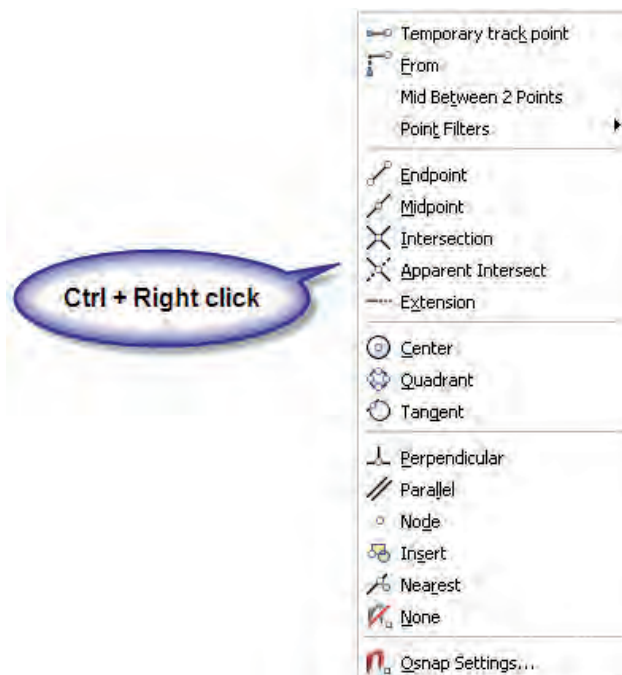 Temporary track point
From
Mid Between 2 Points
Point Filters
Endpoint
Midpoint
Intersection
Apparent Intersect
Extension
Ctrl + Right click
Center
Quadrant
Tangent
Perpendicular
Parallel
Node
Insert
Nearest
None
Osnap Settings...